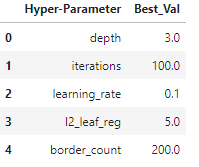 Hyper-Parameter Best_Val
0 depth 3.0
1 iterations 100.0
2 learning_rate 0.1
3 l2_leaf_reg 5.0
4 border_count 200.0